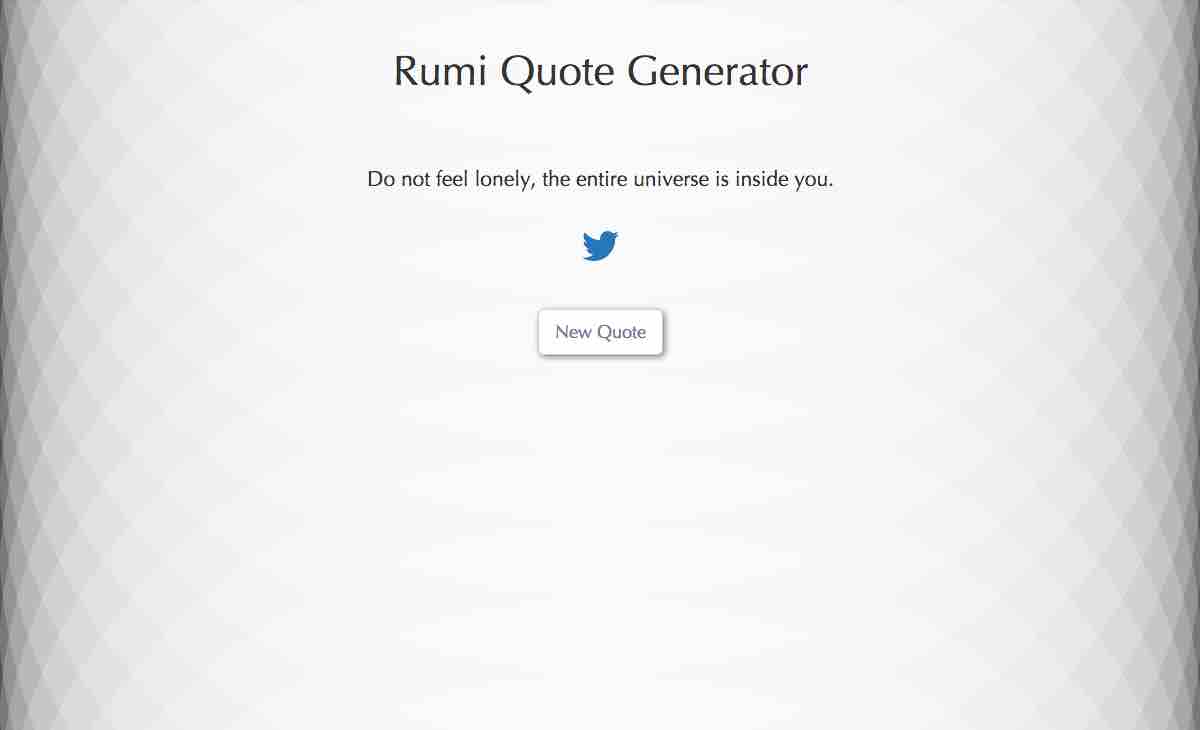 Rumi Quote Generator
Do not feel lonely, the entire universe is inside you.
New Quote